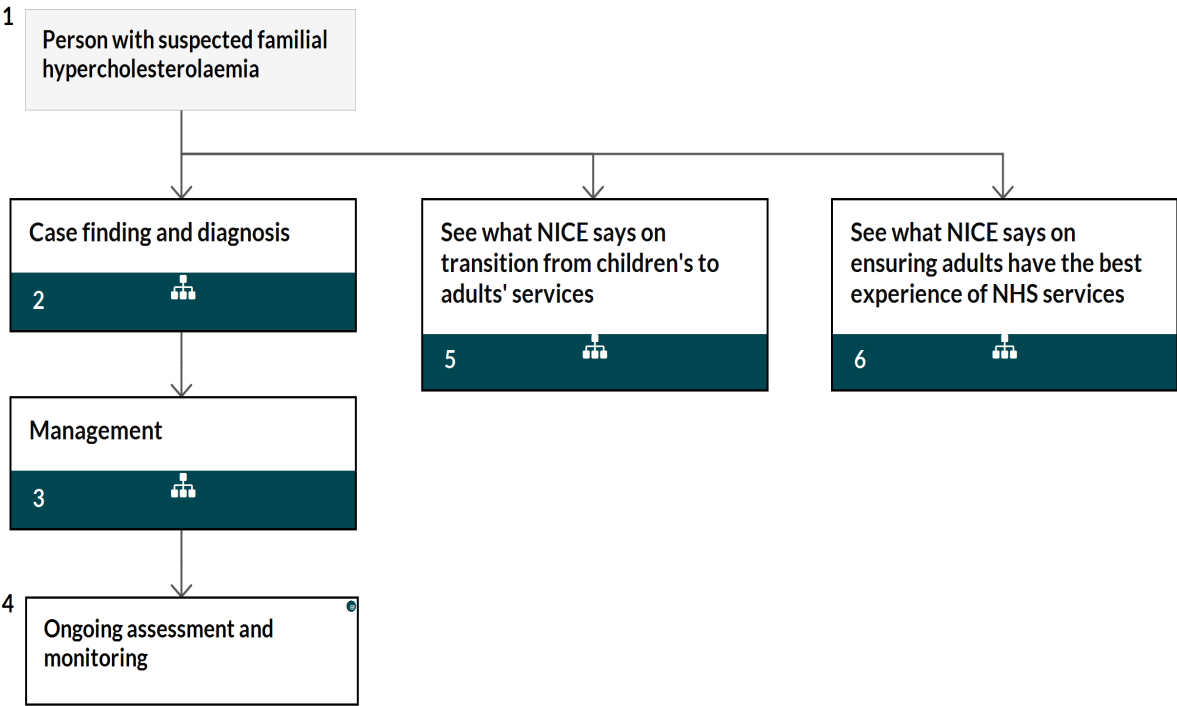 1
Person with suspected familial
hypercholesterolaemia
Case finding and diagnosis
2
See what NICE says on
transition from children's to
adults' services
5
See what NICE says on
ensuring adults have the best
experience of NHS services
6
Management
3
4
Ongoing assessment and
monitoring